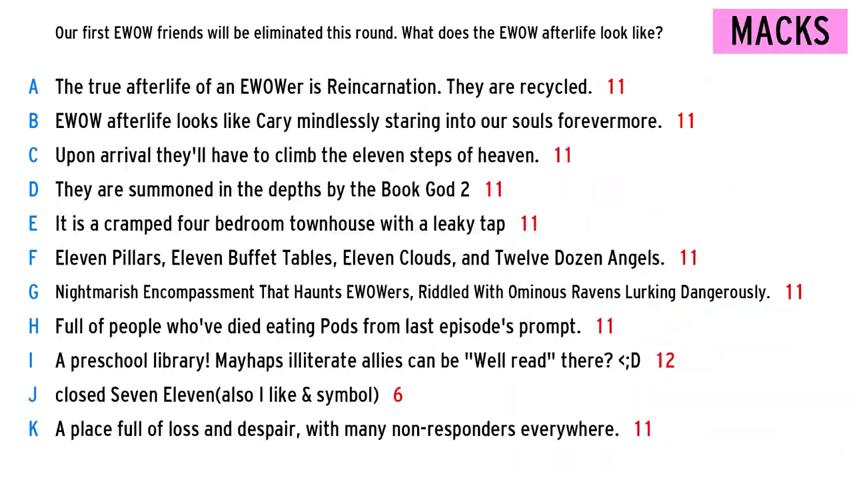 Our first EWOW friends will be eliminated this round. What does the EWOW afterlife look like?
MACKS
A The true afterlife of an EWOWer is Reincarnation. They are recycled. 11
B EWOW afterlife looks like Cary mindlessly staring into our souls forevermore. 11
C Upon arrival they'll have to climb the eleven steps of heaven. 11
D They are summoned in the depths by the Book God 2 11
E It is a cramped four bedroom townhouse with a leaky tap 11
F Eleven Pillars, Eleven Buffet Tables, Eleven Clouds, and Twelve Dozen Angels. 11
G Nightmarish Encompassment That Haunts EWOWers, Riddled With Ominous Ravens Lurking Dangerously. 11
H Full of people who've died eating Pods from last episode's prompt. 11
I A preschool library! Mayhaps illiterate allies can be "Well read" there? <;D 12
J closed Seven Eleven(also I like & symbol) 6
K A place full of loss and despair, with many non-responders everywhere. 11